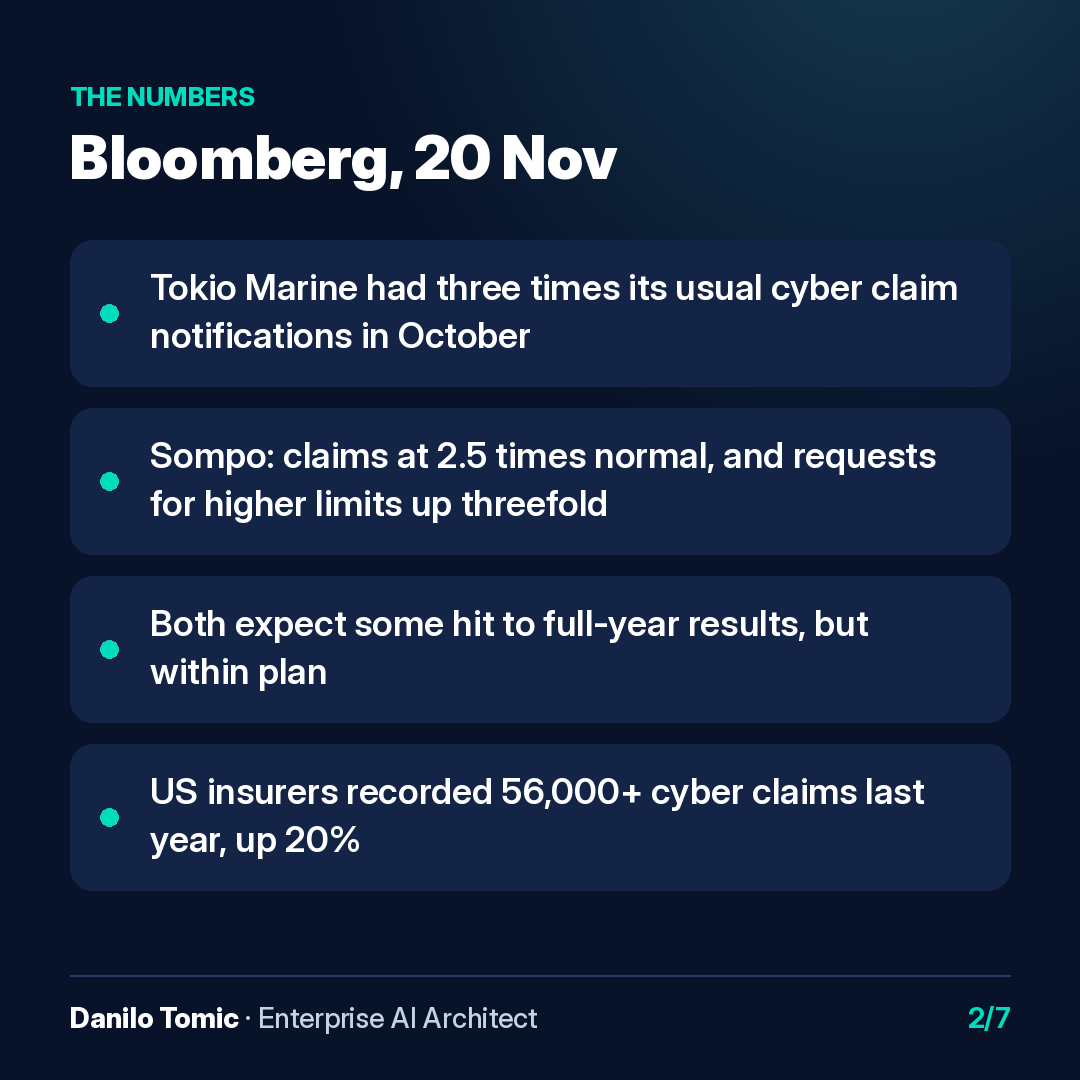 THE NUMBERS
Bloomberg, 20 Nov
Tokio Marine had three times its usual cyber claim
notifications in October
Sompo: claims at 2.5 times normal, and requests
for higher limits up threefold
Both expect some hit to full-year results, but
within plan
US insurers recorded 56,000+ cyber claims last
year, up 20%
Danilo Tomic · Enterprise AI Architect
2/7